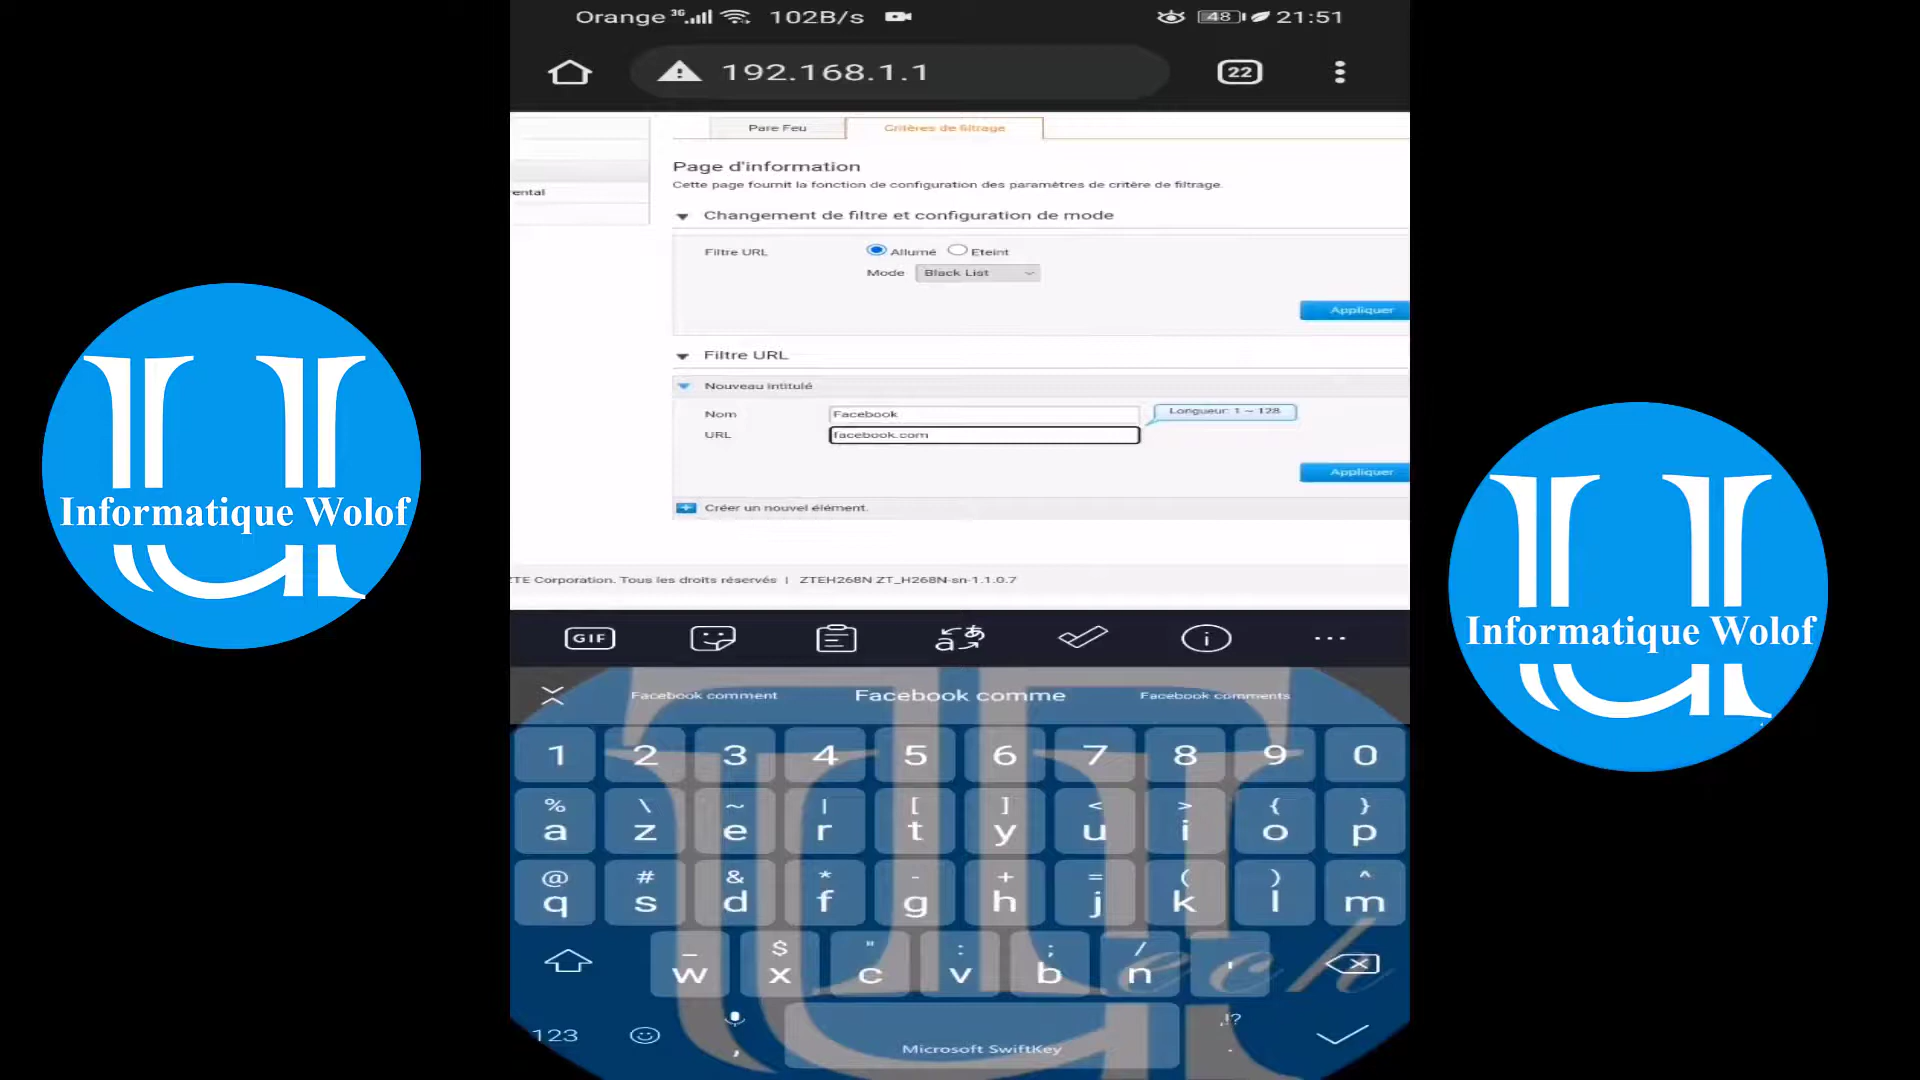 Orange 3G 102B/s 48 21:51
192.168.1.1 22
Pare Feu Critères de filtrage
Page d'information
Cette page fournit la fonction de configuration des paramètres de critère de filtrage.
rental
Changement de filtre et configuration de mode
Filtre URL Allumé Eteint
Mode Black List
Appliquer
Filtre URL
Nouveau intitulé
Nom Facebook Longueur: 1 ~ 128
URL facebook.com
Appliquer
Créer un nouvel élément.
TE Corporation. Tous les droits réservés | ZTEH268N ZT_H268N-sn-1.1.0.7
Informatique Wolof
Informatique Wolof
GIF
Facebook comment Facebook comme Facebook comments
1 2 3 4 5 6 7 8 9 0
% \ ~ | [ ] < > { }
a z e r t y u i o p
@ # & * - + = ( ) ^
q s d f g h j k l m
_ $ " : ; /
w x c v b n '
ech
123 , Microsoft SwiftKey ,!? .